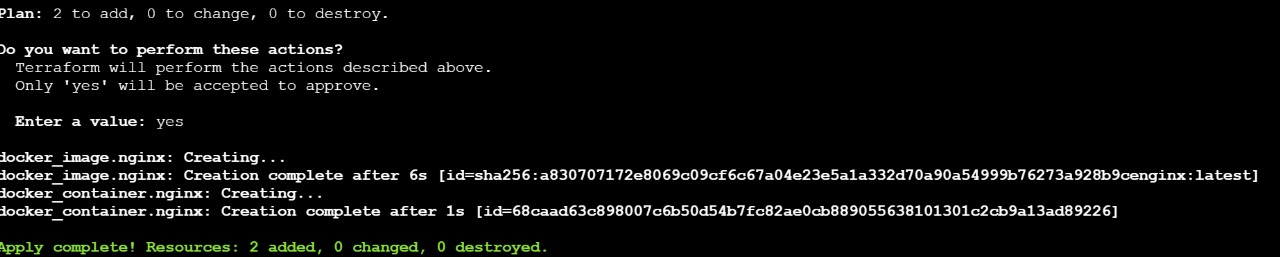 Plan: 2 to add, 0 to change, 0 to destroy.
Do you want to perform these actions?
Terraform will perform the actions described above.
Only 'yes' will be accepted to approve.
Enter a value: yes
docker_image.nginx: Creating...
docker_image.nginx: Creation complete after 6s [id=sha256:a830707172e8069c09cf6c67a04e23e5a1a332d70a90a54999b76273a928b9cenginx:latest]
docker_container.nginx: Creating...
docker_container.nginx: Creation complete after 1s [id=68caad63c898007c6b50d54b7fc82ae0cb889055638101301c2cb9a13ad89226]
Apply complete! Resources: 2 added, 0 changed, 0 destroyed.